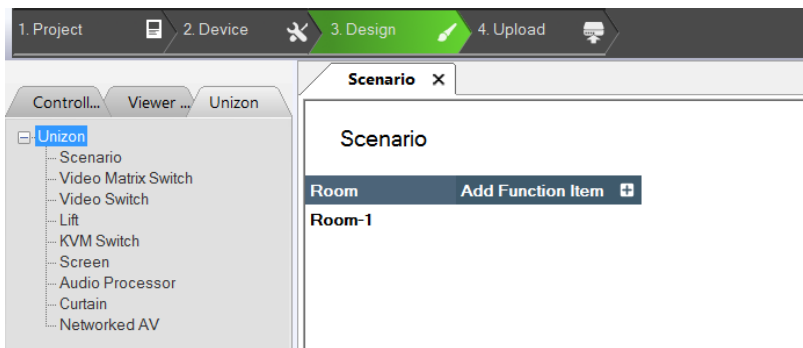 1. Project 2. Device 3. Design 4. Upload
Scenario X
Controll... Viewer ... Unizon
Unizon
Scenario
Video Matrix Switch
Video Switch
Lift
KVM Switch
Screen
Audio Processor
Curtain
Networked AV
Scenario
Room Add Function Item
Room-1